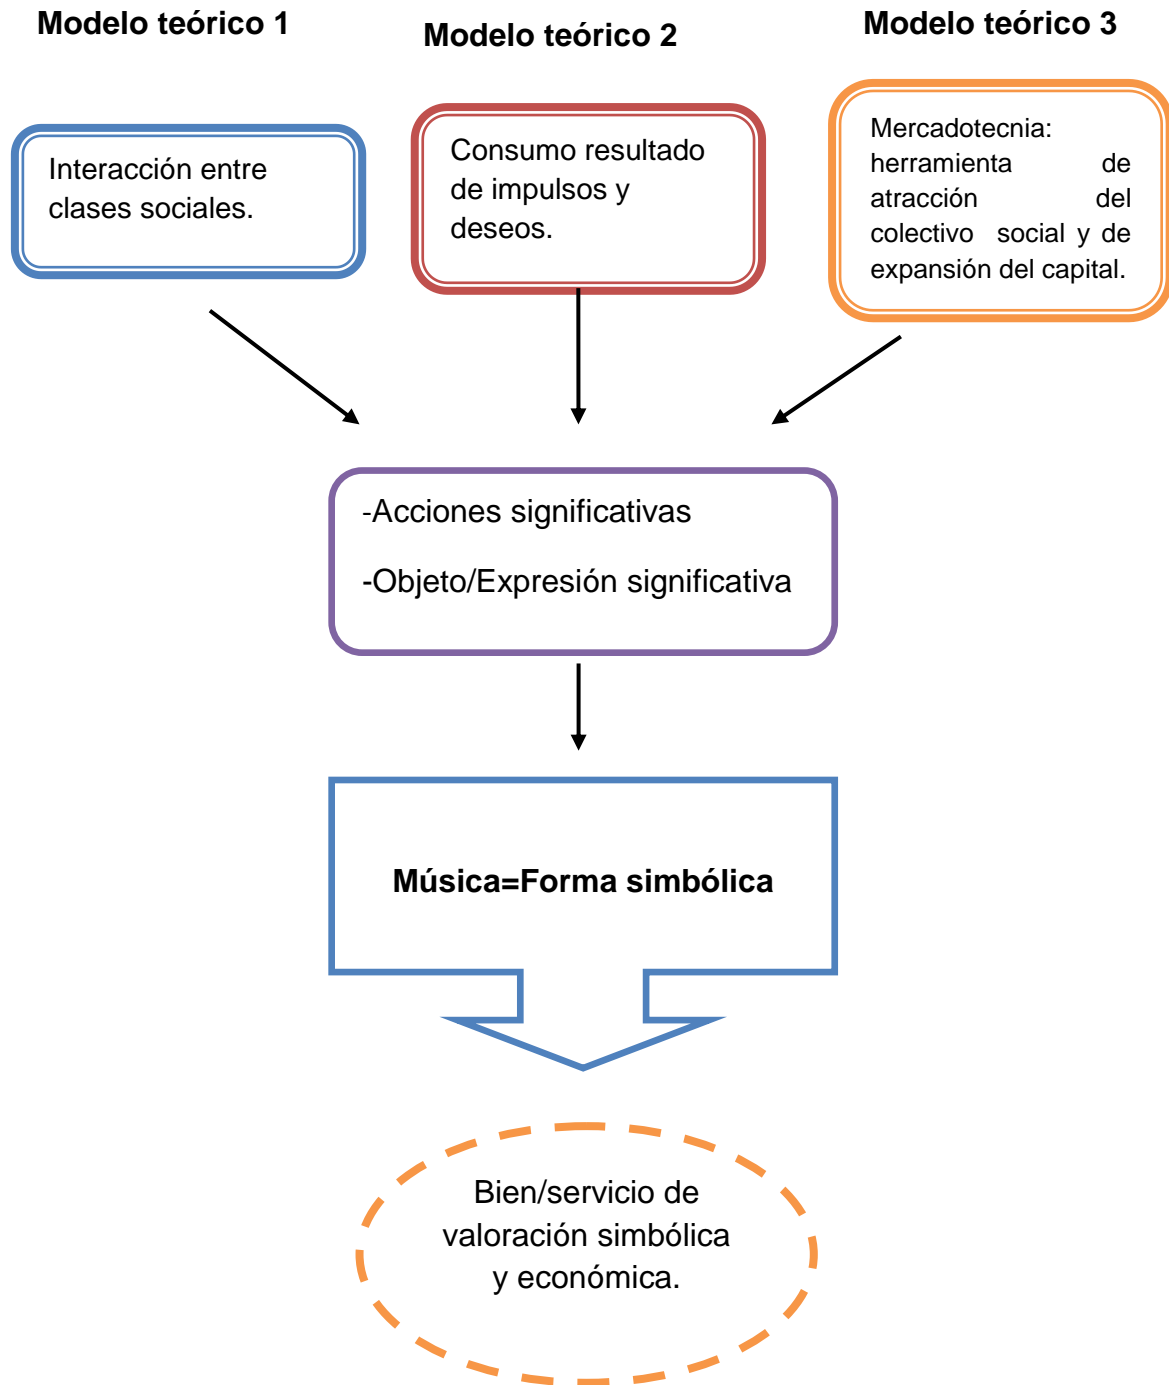 Modelo teórico 1
Modelo teórico 2
Modelo teórico 3
Interacción entre
clases sociales.
Consumo resultado
de impulsos y
deseos.
Mercadotecnia:
herramienta de
atracción del
colectivo social y de
expansión del capital.
-Acciones significativas
-Objeto/Expresión significativa
Música=Forma simbólica
Bien/servicio de
valoración simbólica
y económica.